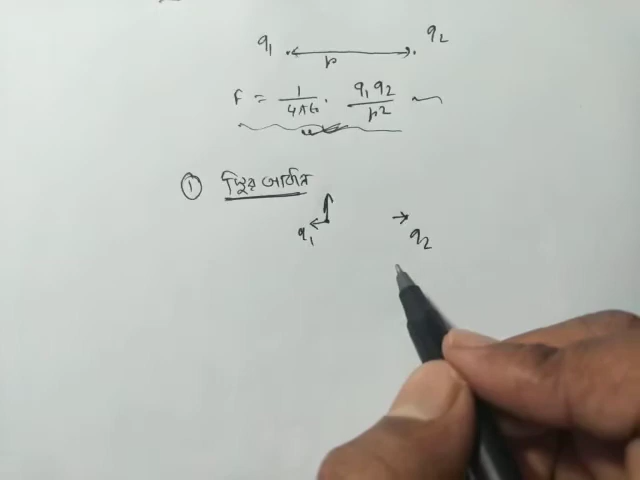 q₁ r q₂
F = 1/4πε₀ · q₁q₂/r²
① স্থির আধান
q₁ q₂